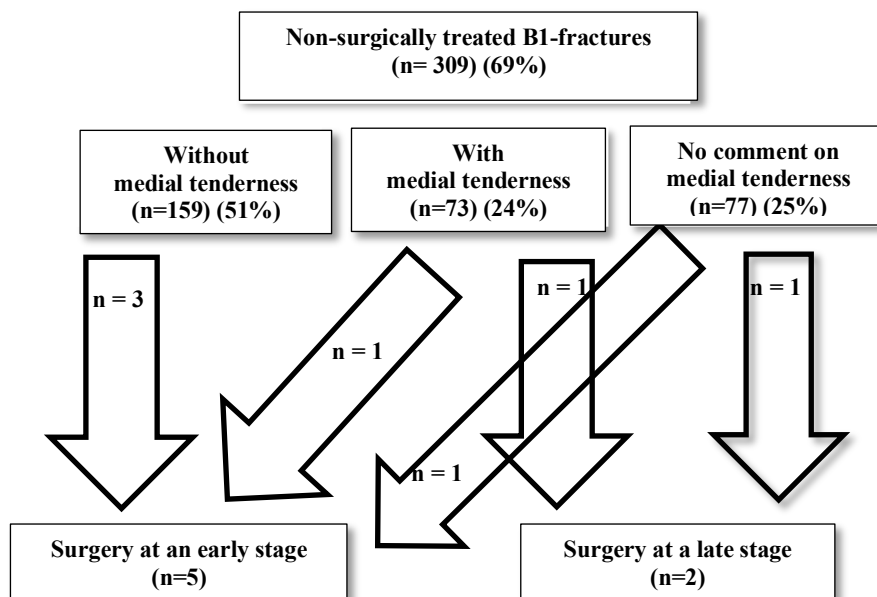 Non-surgically treated B1-fractures
(n= 309) (69%)
Without
medial tenderness
(n=159) (51%)
With
medial tenderness
(n=73) (24%)
No comment on
medial tenderness
(n=77) (25%)
n = 3
n = 1
n = 1
n = 1
n = 1
Surgery at an early stage
(n=5)
Surgery at a late stage
(n=2)